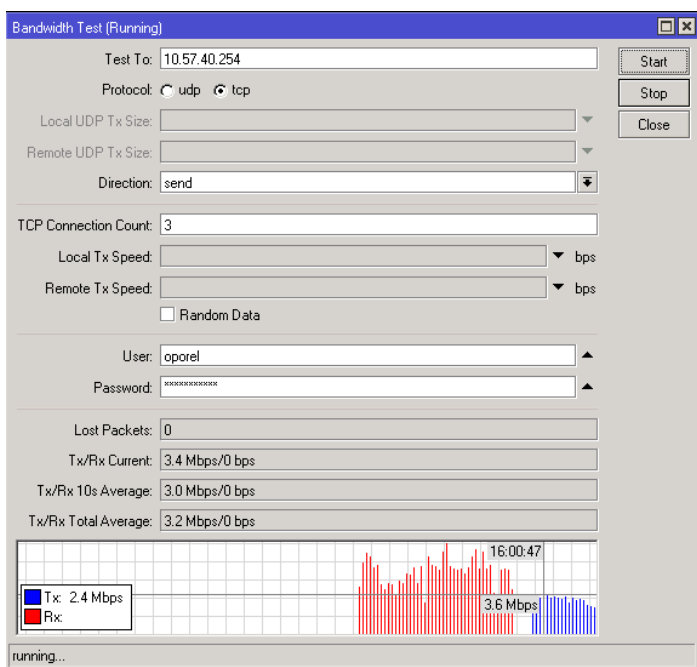 Bandwidth Test (Running)
Test To: 10.57.40.254
Start
Protocol: udp tcp
Stop
Local UDP Tx Size:
Close
Remote UDP Tx Size:
Direction: send
TCP Connection Count: 3
Local Tx Speed: bps
Remote Tx Speed: bps
Random Data
User: oporel
Password: ***********
Lost Packets: 0
Tx/Rx Current: 3.4 Mbps/0 bps
Tx/Rx 10s Average: 3.0 Mbps/0 bps
Tx/Rx Total Average: 3.2 Mbps/0 bps
16:00:47
Tx: 2.4 Mbps
3.6 Mbps
Rx:
running...